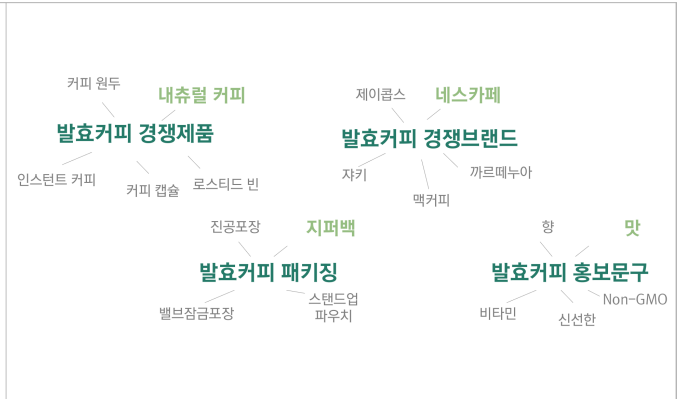 커피 원두
내츄럴 커피
발효커피 경쟁제품
인스턴트 커피
커피 캡슐
로스티드 빈
제이콥스
네스카페
발효커피 경쟁브랜드
쟈키
맥커피
까르떼누아
진공포장
지퍼백
발효커피 패키징
밸브잠금포장
스탠드업
파우치
향
맛
발효커피 홍보문구
비타민
신선한
Non-GMO